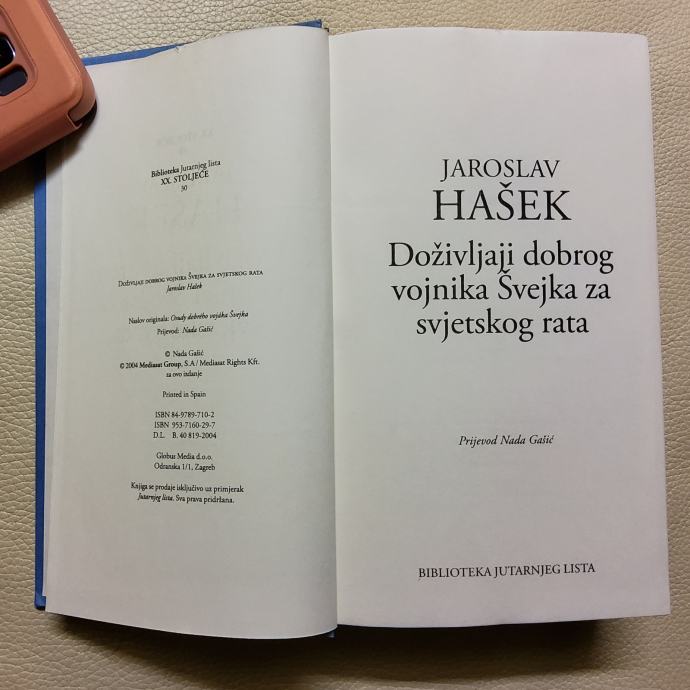 Biblioteka Jutarnjeg lista
XX. STOLJEĆE
30
Doživljaji dobrog vojnika Švejka za svjetskog rata
Jaroslav Hašek
Naslov originala: Osudy dobrého vojáka Švejka
Prijevod: Nada Gašić
© Nada Gašić
© 2004 Mediasat Group, S.A / Mediasat Rights Kft.
za ovo izdanje
Printed in Spain
ISBN 84-9789-710-2
ISBN 953-7160-29-7
D.L. B. 40 819-2004
Globus Media d.o.o.
Odranska 1/1, Zagreb
Knjiga se prodaje isključivo uz primjerak
Jutarnjeg lista. Sva prava pridržana.
JAROSLAV
HAŠEK
Doživljaji dobrog
vojnika Švejka za
svjetskog rata
Prijevod Nada Gašić
BIBLIOTEKA JUTARNJEG LISTA